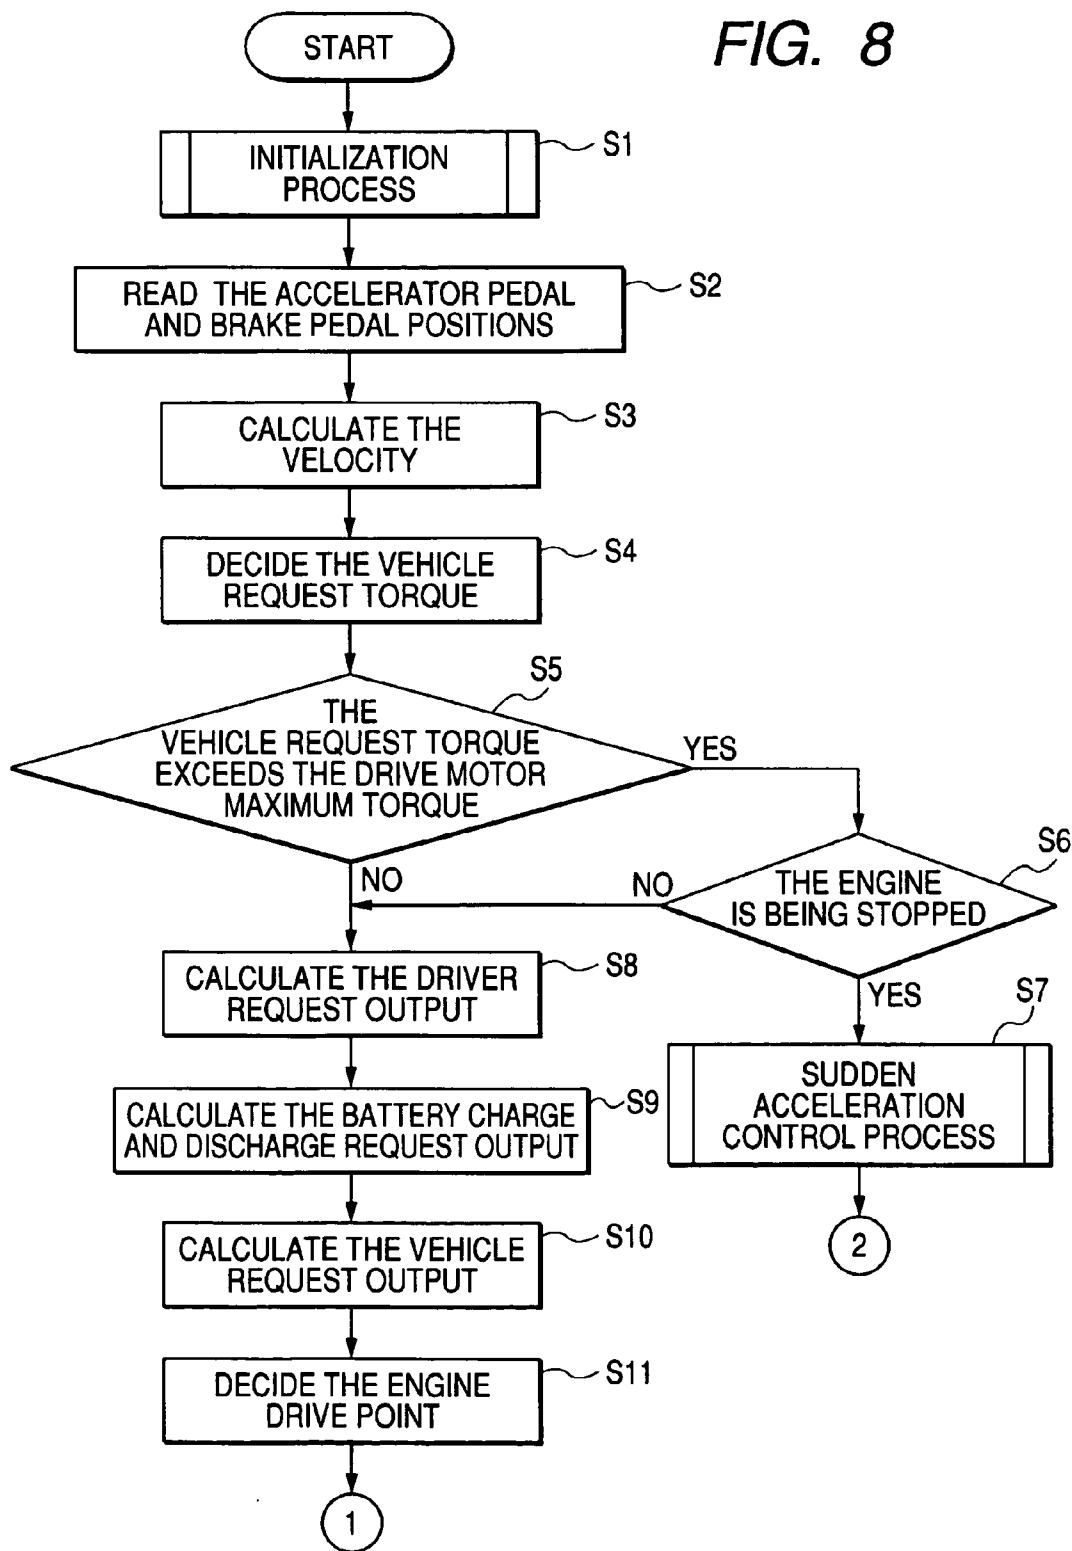 FIG. 8
START
INITIALIZATION
PROCESS
S1
READ THE ACCELERATOR PEDAL
AND BRAKE PEDAL POSITIONS
S2
CALCULATE THE
VELOCITY
S3
DECIDE THE VEHICLE
REQUEST TORQUE
S4
THE
VEHICLE REQUEST TORQUE
EXCEEDS THE DRIVE MOTOR
MAXIMUM TORQUE
S5
YES
NO
THE ENGINE
IS BEING STOPPED
S6
NO
YES
SUDDEN
ACCELERATION
CONTROL PROCESS
S7
2
CALCULATE THE DRIVER
REQUEST OUTPUT
S8
CALCULATE THE BATTERY CHARGE
AND DISCHARGE REQUEST OUTPUT
S9
CALCULATE THE VEHICLE
REQUEST OUTPUT
S10
DECIDE THE ENGINE
DRIVE POINT
S11
1